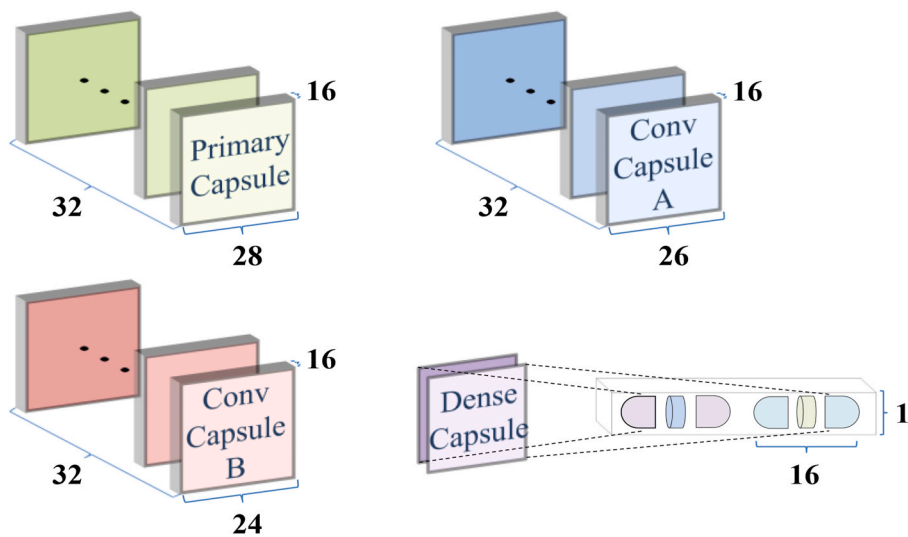 16
Primary
Capsule
32
28
16
Conv
Capsule
A
32
26
16
Conv
Capsule
B
32
24
Dense
Capsule
1
16